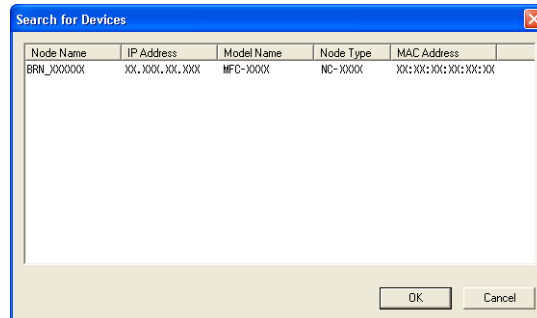 Search for Devices
Node Name IP Address Model Name Node Type MAC Address
BRN_XXXXXX XX.XXX.XX.XXX MFC-XXXX NC-XXXX XX:XX:XX:XX:XX:XX
OK Cancel